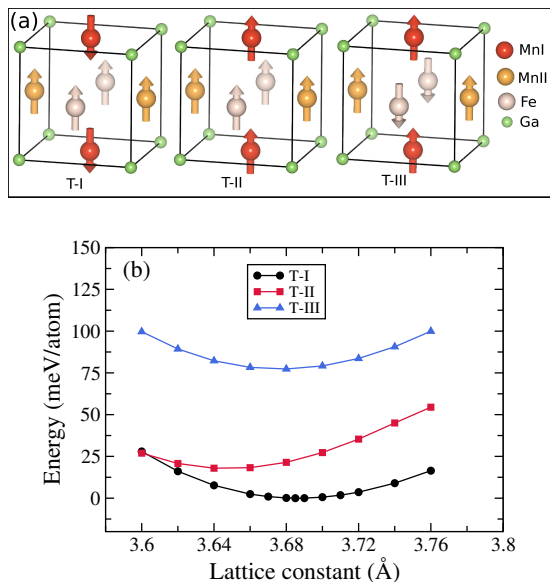 (a)
MnI
MnII
Fe
Ga
T-I
T-II
T-III
(b)
T-I
T-II
T-III
150
125
100
75
50
25
0
Energy (meV/atom)
3.6
3.64
3.68
3.72
3.76
3.8
Lattice constant (Å)